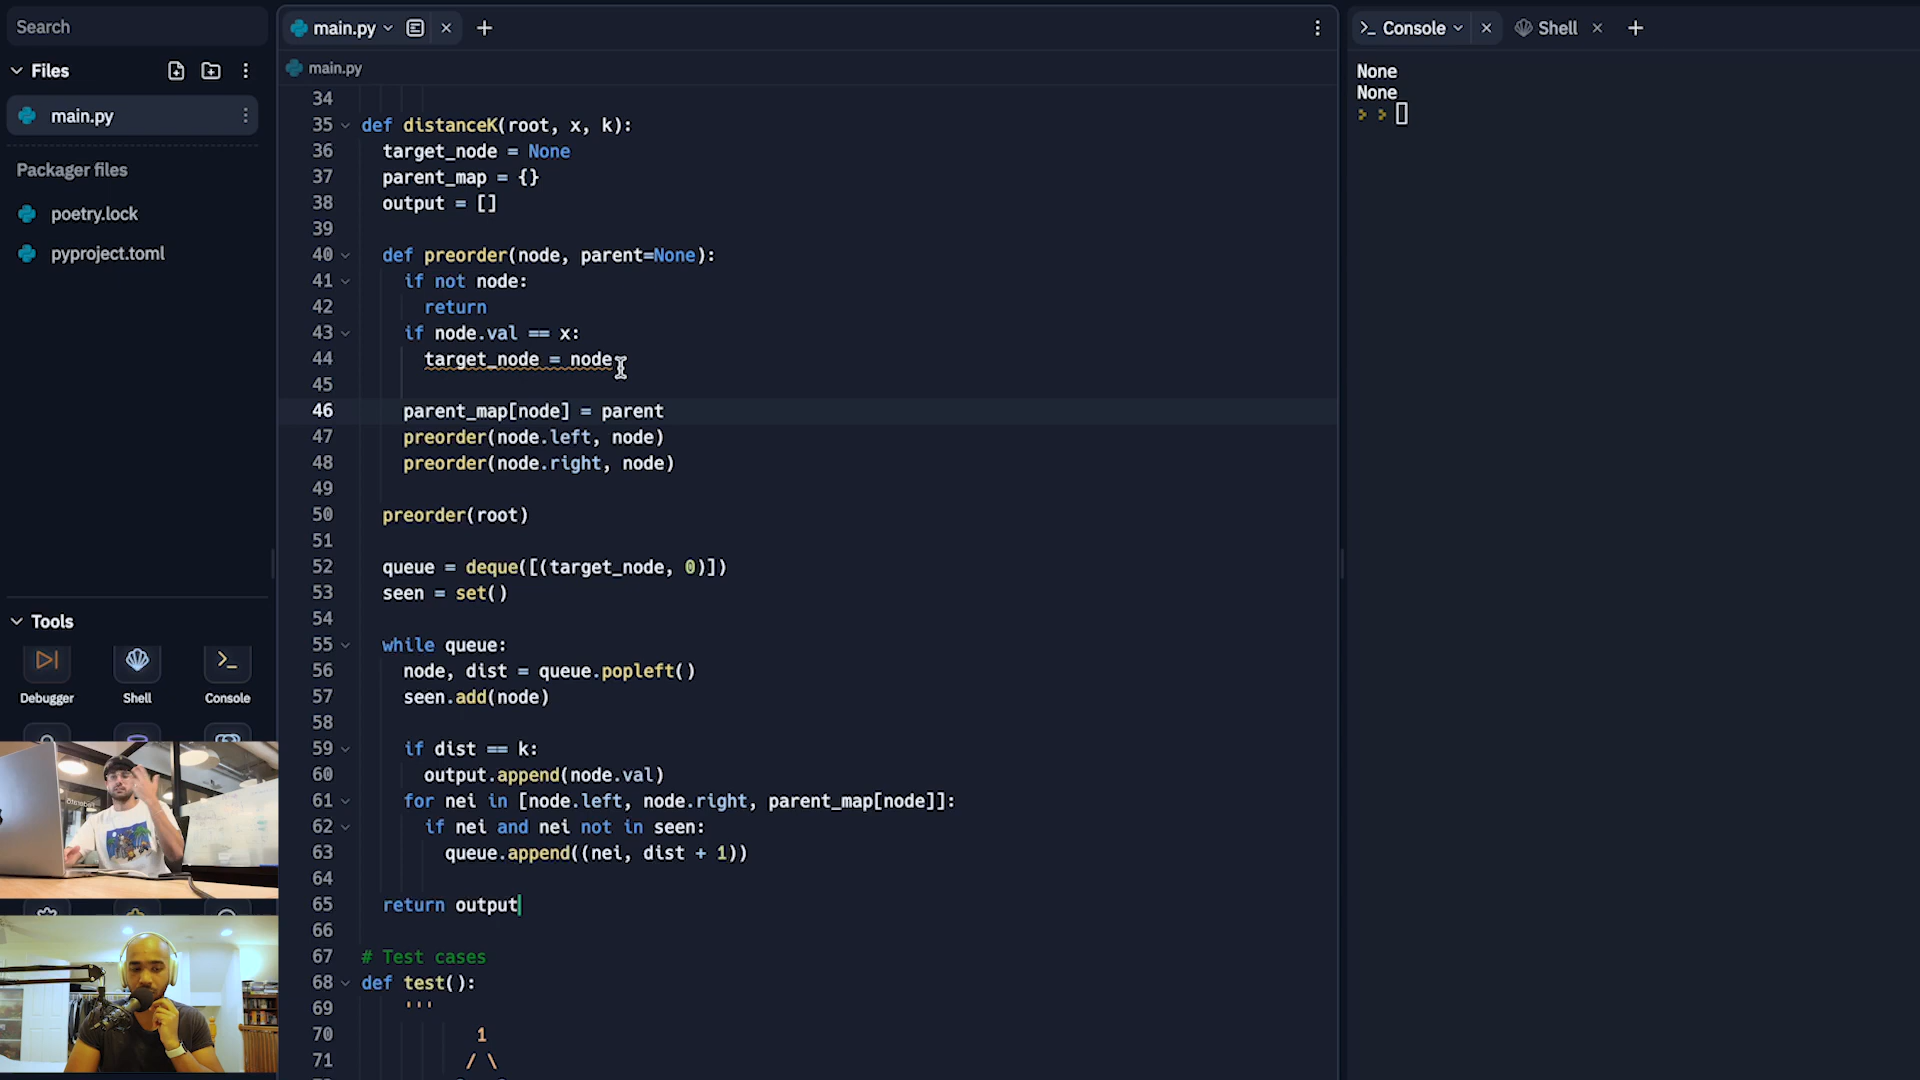 Search
Files
main.py
Packager files
poetry.lock
pyproject.toml
Tools
Debugger
Shell
Console
main.py
main.py
34
35 def distanceK(root, x, k):
36 target_node = None
37 parent_map = {}
38 output = []
39
40 def preorder(node, parent=None):
41 if not node:
42 return
43 if node.val == x:
44 target_node = node
45
46 parent_map[node] = parent
47 preorder(node.left, node)
48 preorder(node.right, node)
49
50 preorder(root)
51
52 queue = deque([(target_node, 0)])
53 seen = set()
54
55 while queue:
56 node, dist = queue.popleft()
57 seen.add(node)
58
59 if dist == k:
60 output.append(node.val)
61 for nei in [node.left, node.right, parent_map[node]]:
62 if nei and nei not in seen:
63 queue.append((nei, dist + 1))
64
65 return output
66
67 # Test cases
68 def test():
69 '''
70 1
71 / \
Console
Shell
None
None